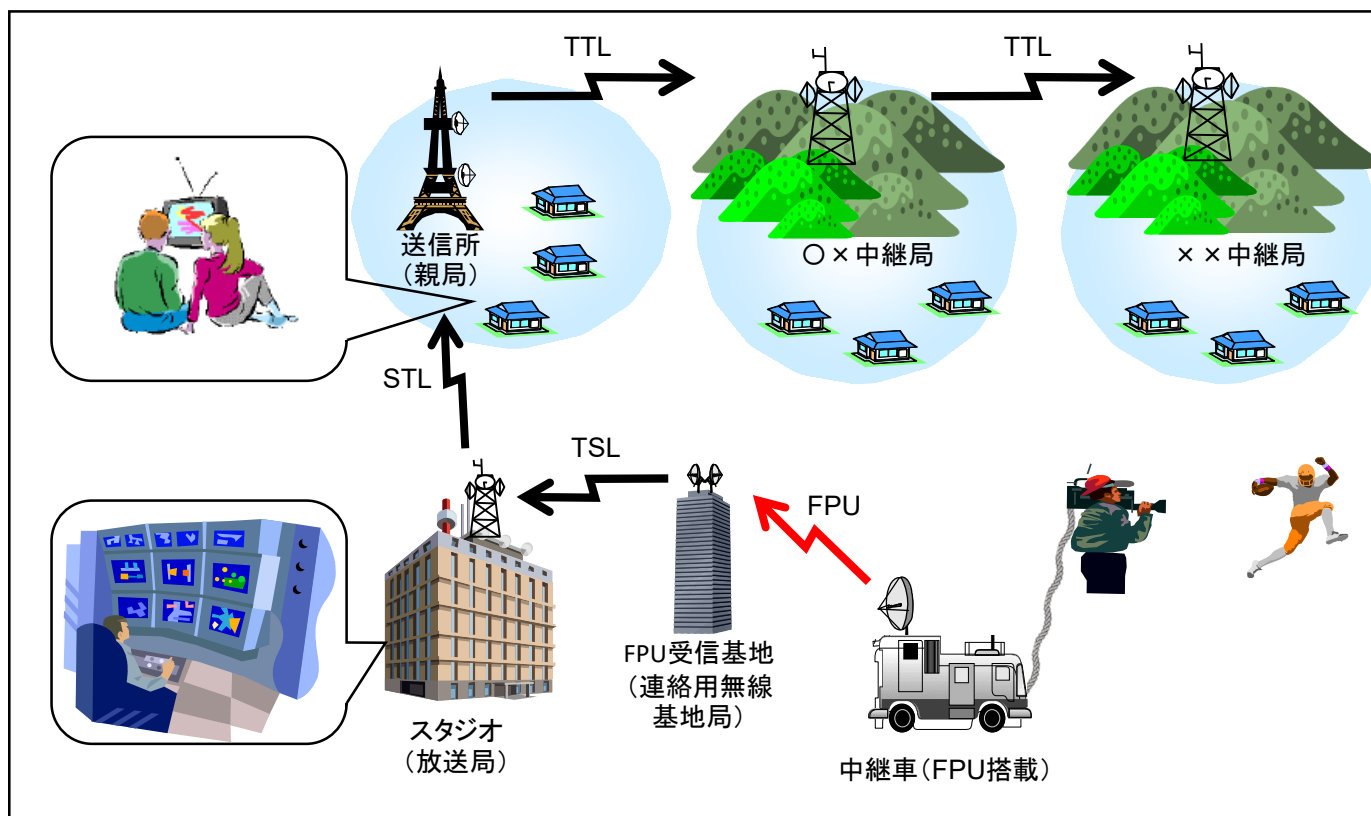 TTL
TTL
送信所
（親局）
〇×中継局
××中継局
STL
TSL
FPU
FPU受信基地
（連絡用無線
基地局）
スタジオ
（放送局）
中継車（FPU搭載）